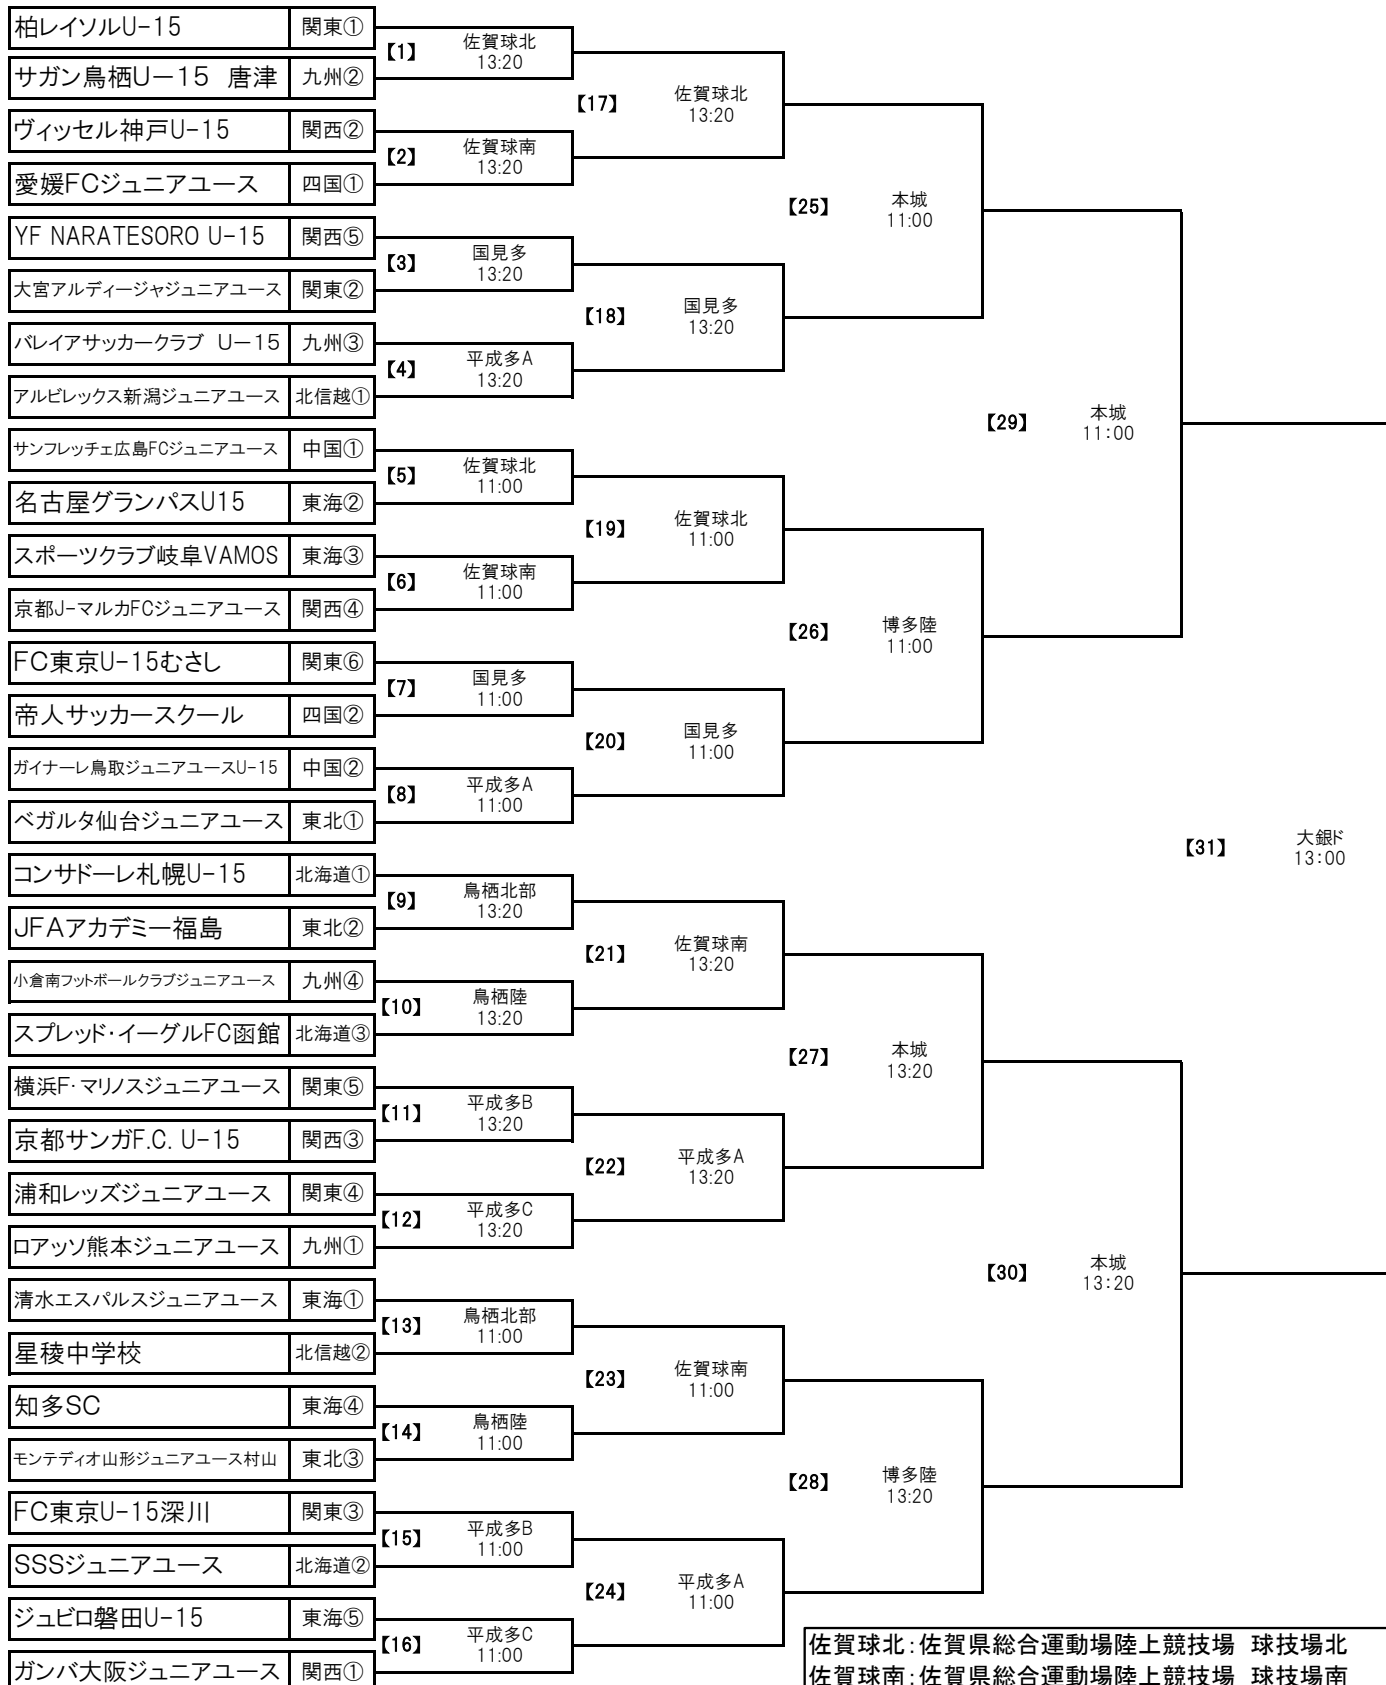 柏レイソルU-15 関東①
【1】 佐賀球北
13:20
サガン鳥栖U-15 唐津 九州②
【17】 佐賀球北
13:20
ヴィッセル神戸U-15 関西②
【2】 佐賀球南
13:20
愛媛FCジュニアユース 四国①
【25】 本城
11:00
YF NARATESORO U-15 関西⑤
【3】 国見多
13:20
大宮アルディージャジュニアユース 関東②
【18】 国見多
13:20
バレイアサッカークラブ U-15 九州③
【4】 平成多A
13:20
アルビレックス新潟ジュニアユース 北信越①
【29】 本城
11:00
サンフレッチェ広島FCジュニアユース 中国①
【5】 佐賀球北
11:00
名古屋グランパスU15 東海②
【19】 佐賀球北
11:00
スポーツクラブ岐阜VAMOS 東海③
【6】 佐賀球南
11:00
京都J-マルカFCジュニアユース 関西④
【26】 博多陸
11:00
FC東京U-15むさし 関東⑥
【7】 国見多
11:00
帝人サッカースクール 四国②
【20】 国見多
11:00
ガイナーレ鳥取ジュニアユースU-15 中国②
【8】 平成多A
11:00
ベガルタ仙台ジュニアユース 東北①
【31】 大銀ド
13:00
コンサドーレ札幌U-15 北海道①
【9】 鳥栖北部
13:20
JFAアカデミー福島 東北②
【21】 佐賀球南
13:20
小倉南フットボールクラブジュニアユース 九州④
【10】 鳥栖陸
13:20
スプレッド・イーグルFC函館 北海道③
【27】 本城
13:20
横浜F・マリノスジュニアユース 関東⑤
【11】 平成多B
13:20
京都サンガF.C. U-15 関西③
【22】 平成多A
13:20
浦和レッズジュニアユース 関東④
【12】 平成多C
13:20
ロアッソ熊本ジュニアユース 九州①
【30】 本城
13:20
清水エスパルスジュニアユース 東海①
【13】 鳥栖北部
11:00
星稜中学校 北信越②
【23】 佐賀球南
11:00
知多SC 東海④
【14】 鳥栖陸
11:00
モンテディオ山形ジュニアユース村山 東北③
【28】 博多陸
13:20
FC東京U-15深川 関東③
【15】 平成多B
11:00
SSSジュニアユース 北海道②
【24】 平成多A
11:00
ジュビロ磐田U-15 東海⑤
【16】 平成多C
11:00
ガンバ大阪ジュニアユース 関西①
佐賀球北:佐賀県総合運動場陸上競技場 球技場北
佐賀球南:佐賀県総合運動場陸上競技場 球技場南